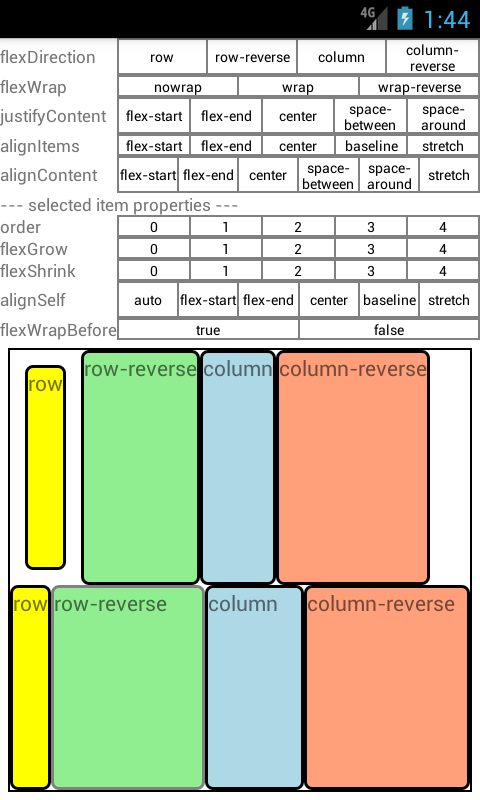 4G 1:44
flexDirection row row-reverse column column-
reverse
flexWrap nowrap wrap wrap-reverse
justifyContent flex-start flex-end center space-
between space-
around
alignItems flex-start flex-end center baseline stretch
alignContent flex-start flex-end center space-
between space-
around stretch
--- selected item properties ---
order 0 1 2 3 4
flexGrow 0 1 2 3 4
flexShrink 0 1 2 3 4
alignSelf auto flex-start flex-end center baseline stretch
flexWrapBefore true false
row row-reverse column column-reverse
row row-reverse column column-reverse